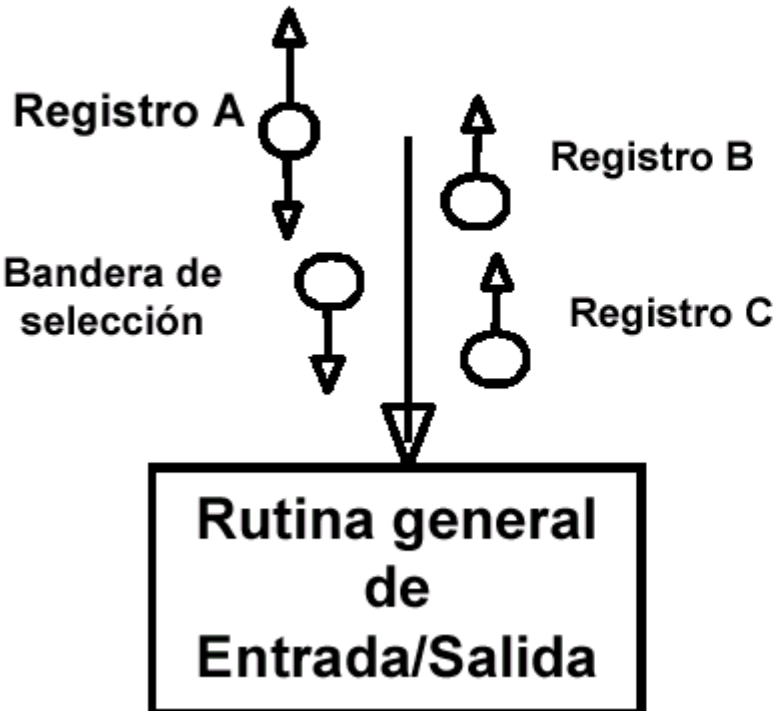 Registro A
Registro B
Bandera de
selección
Registro C
Rutina general
de
Entrada/Salida